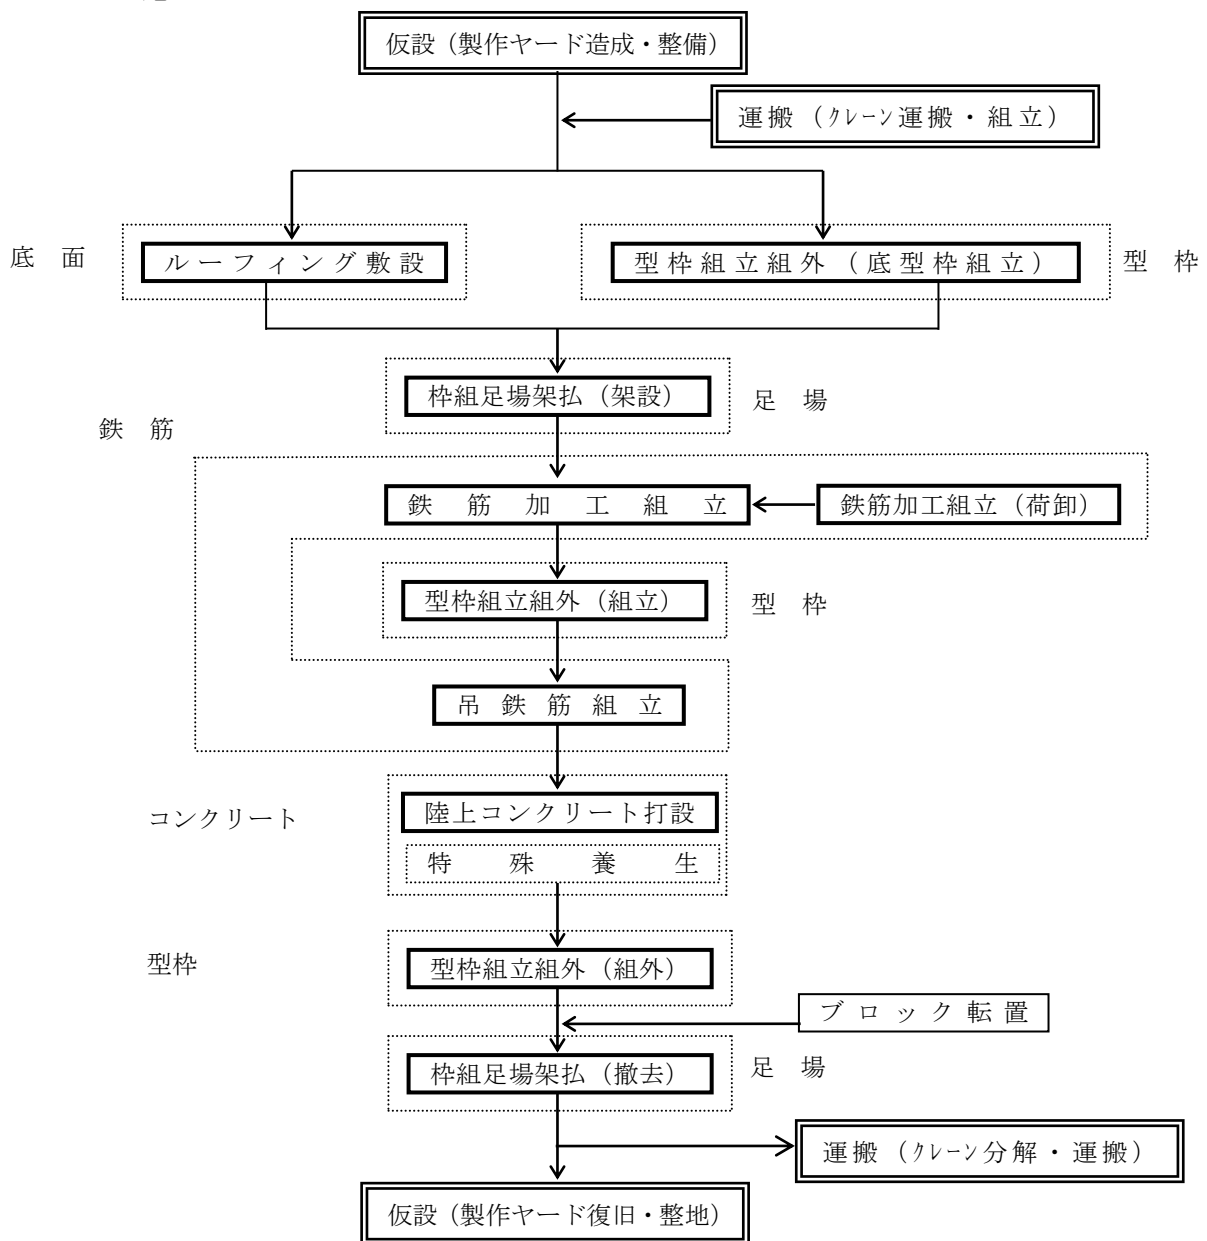 仮設（製作ヤード造成・整備）
運搬（ｸﾚｰﾝ運搬・組立）
底　面
ルーフィング敷設
型枠組立組外（底型枠組立）
型　枠
枠組足場架払（架設）
足　場
鉄　筋
鉄筋加工組立
鉄筋加工組立（荷卸）
型枠組立組外（組立）
型　枠
吊鉄筋組立
コンクリート
陸上コンクリート打設
特殊養生
型枠
型枠組立組外（組外）
ブロック転置
枠組足場架払（撤去）
足　場
運搬（ｸﾚｰﾝ分解・運搬）
仮設（製作ヤード復旧・整地）